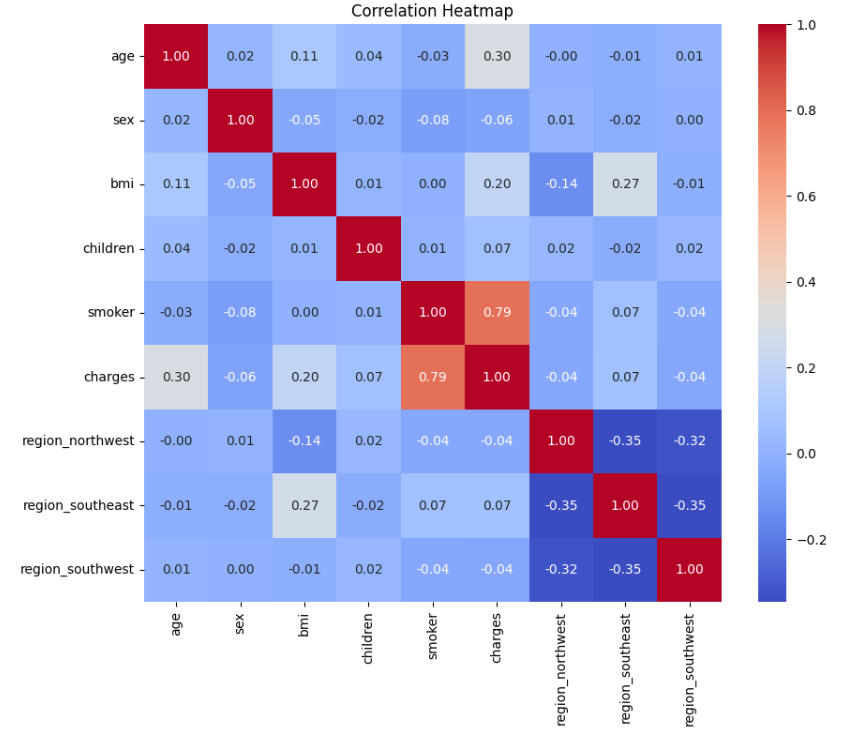 Correlation Heatmap
age 1.00 0.02 0.11 0.04 -0.03 0.30 -0.00 -0.01 0.01
sex 0.02 1.00 -0.05 -0.02 -0.08 -0.06 0.01 -0.02 0.00
bmi 0.11 -0.05 1.00 0.01 0.00 0.20 -0.14 0.27 -0.01
children 0.04 -0.02 0.01 1.00 0.01 0.07 0.02 -0.02 0.02
smoker -0.03 -0.08 0.00 0.01 1.00 0.79 -0.04 0.07 -0.04
charges 0.30 -0.06 0.20 0.07 0.79 1.00 -0.04 0.07 -0.04
region_northwest -0.00 0.01 -0.14 0.02 -0.04 -0.04 1.00 -0.35 -0.32
region_southeast -0.01 -0.02 0.27 -0.02 0.07 0.07 -0.35 1.00 -0.35
region_southwest 0.01 0.00 -0.01 0.02 -0.04 -0.04 -0.32 -0.35 1.00
age
sex
bmi
children
smoker
charges
region_northwest
region_southeast
region_southwest
1.0
0.8
0.6
0.4
0.2
0.0
−0.2